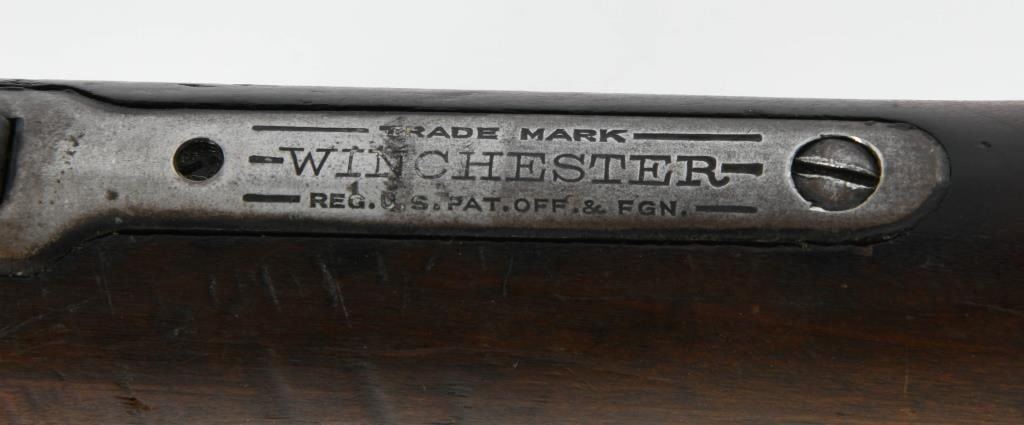 TRADE MARK
WINCHESTER
REG. U.S. PAT. OFF. & FGN.